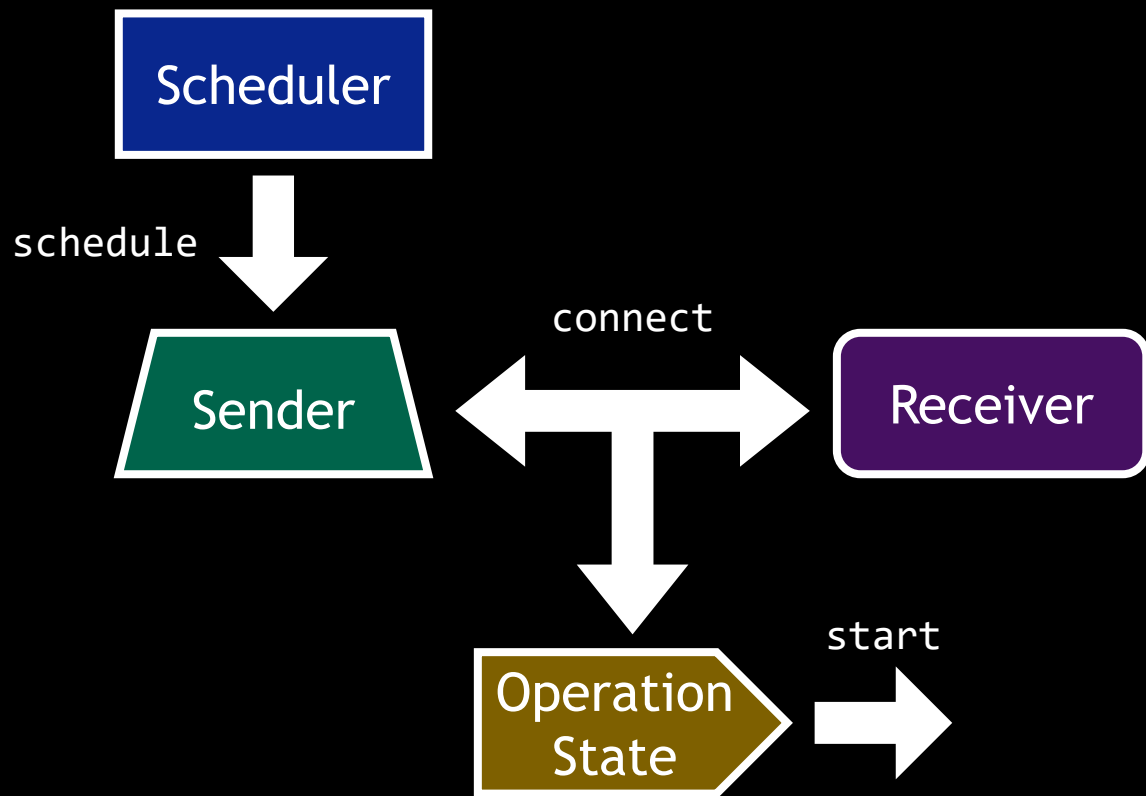 Scheduler
schedule
connect
Sender
Receiver
start
Operation
State